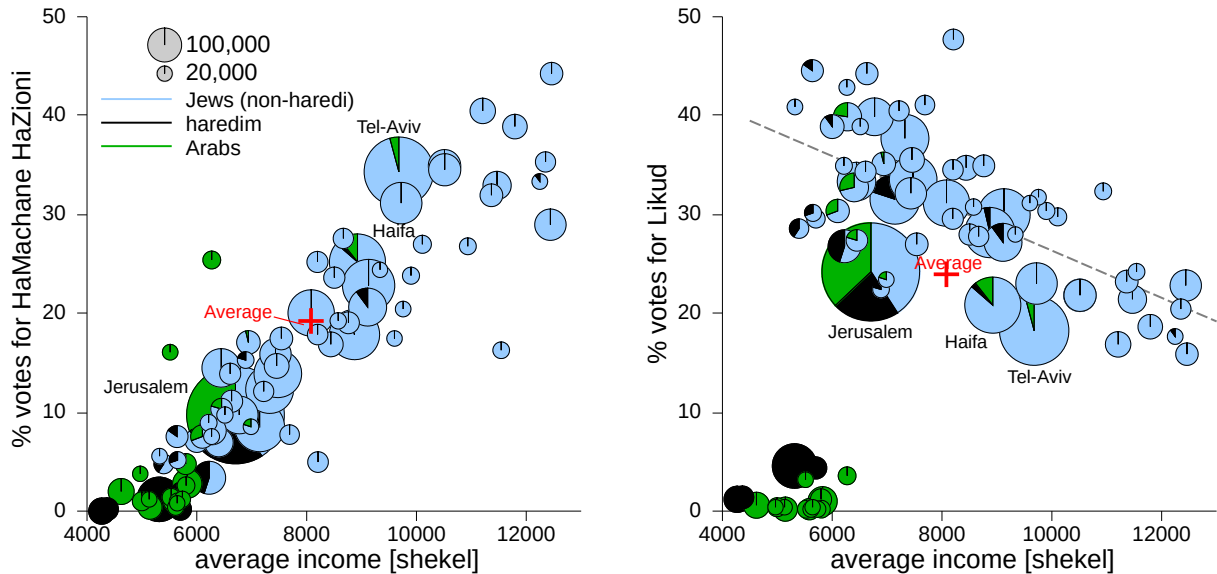 % votes for HaMachane HaZioni
50
40
30
20
10
0
4000
6000
8000
10000
12000
average income [shekel]
100,000
20,000
Jews (non-haredi)
haredim
Arabs
Tel-Aviv
Haifa
Average
Jerusalem
% votes for Likud
50
40
30
20
10
0
4000
6000
8000
10000
12000
average income [shekel]
Average
Jerusalem
Haifa
Tel-Aviv